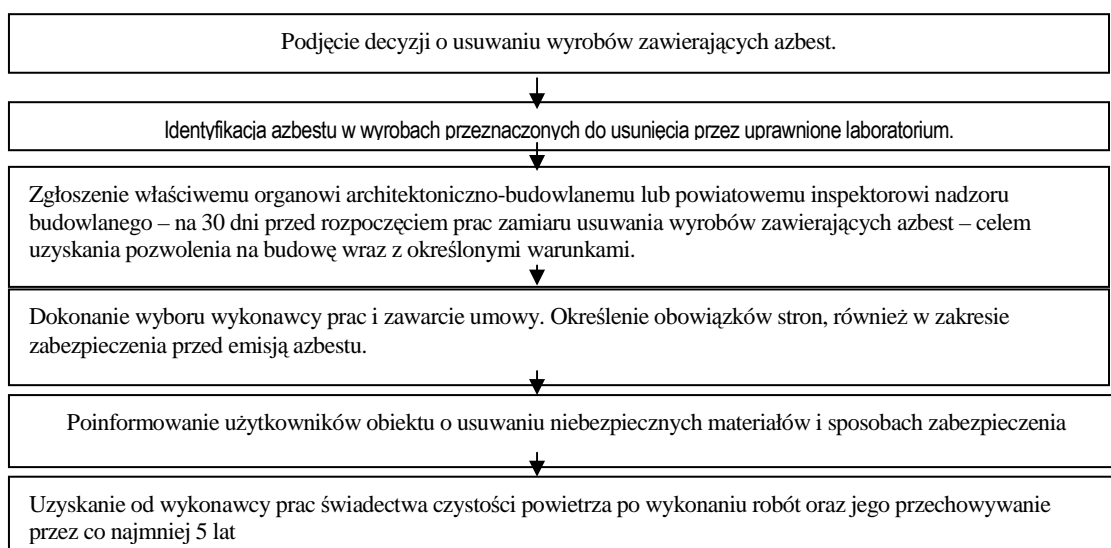 Podjęcie decyzji o usuwaniu wyrobów zawierających azbest.
Identyfikacja azbestu w wyrobach przeznaczonych do usunięcia przez uprawnione laboratorium.
Zgłoszenie właściwemu organowi architektoniczno-budowlanemu lub powiatowemu inspektorowi nadzoru
budowlanego – na 30 dni przed rozpoczęciem prac zamiaru usuwania wyrobów zawierających azbest – celem
uzyskania pozwolenia na budowę wraz z określonymi warunkami.
Dokonanie wyboru wykonawcy prac i zawarcie umowy. Określenie obowiązków stron, również w zakresie
zabezpieczenia przed emisją azbestu.
Poinformowanie użytkowników obiektu o usuwaniu niebezpiecznych materiałów i sposobach zabezpieczenia
Uzyskanie od wykonawcy prac świadectwa czystości powietrza po wykonaniu robót oraz jego przechowywanie
przez co najmniej 5 lat